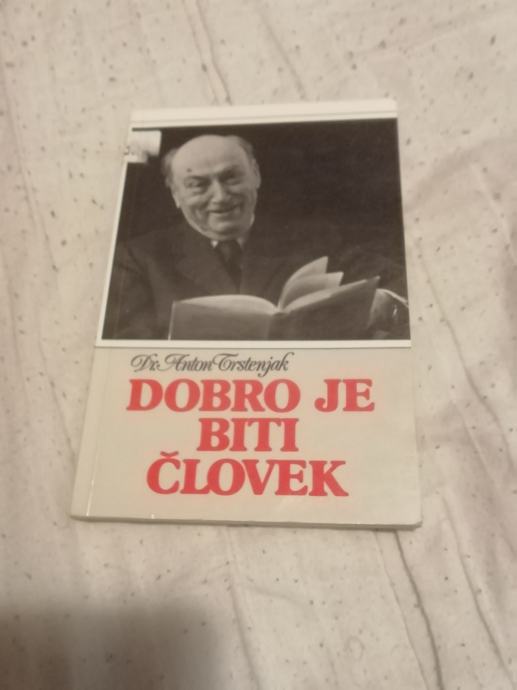 Dr. Anton Trstenjak
DOBRO JE
BITI
ČLOVEK